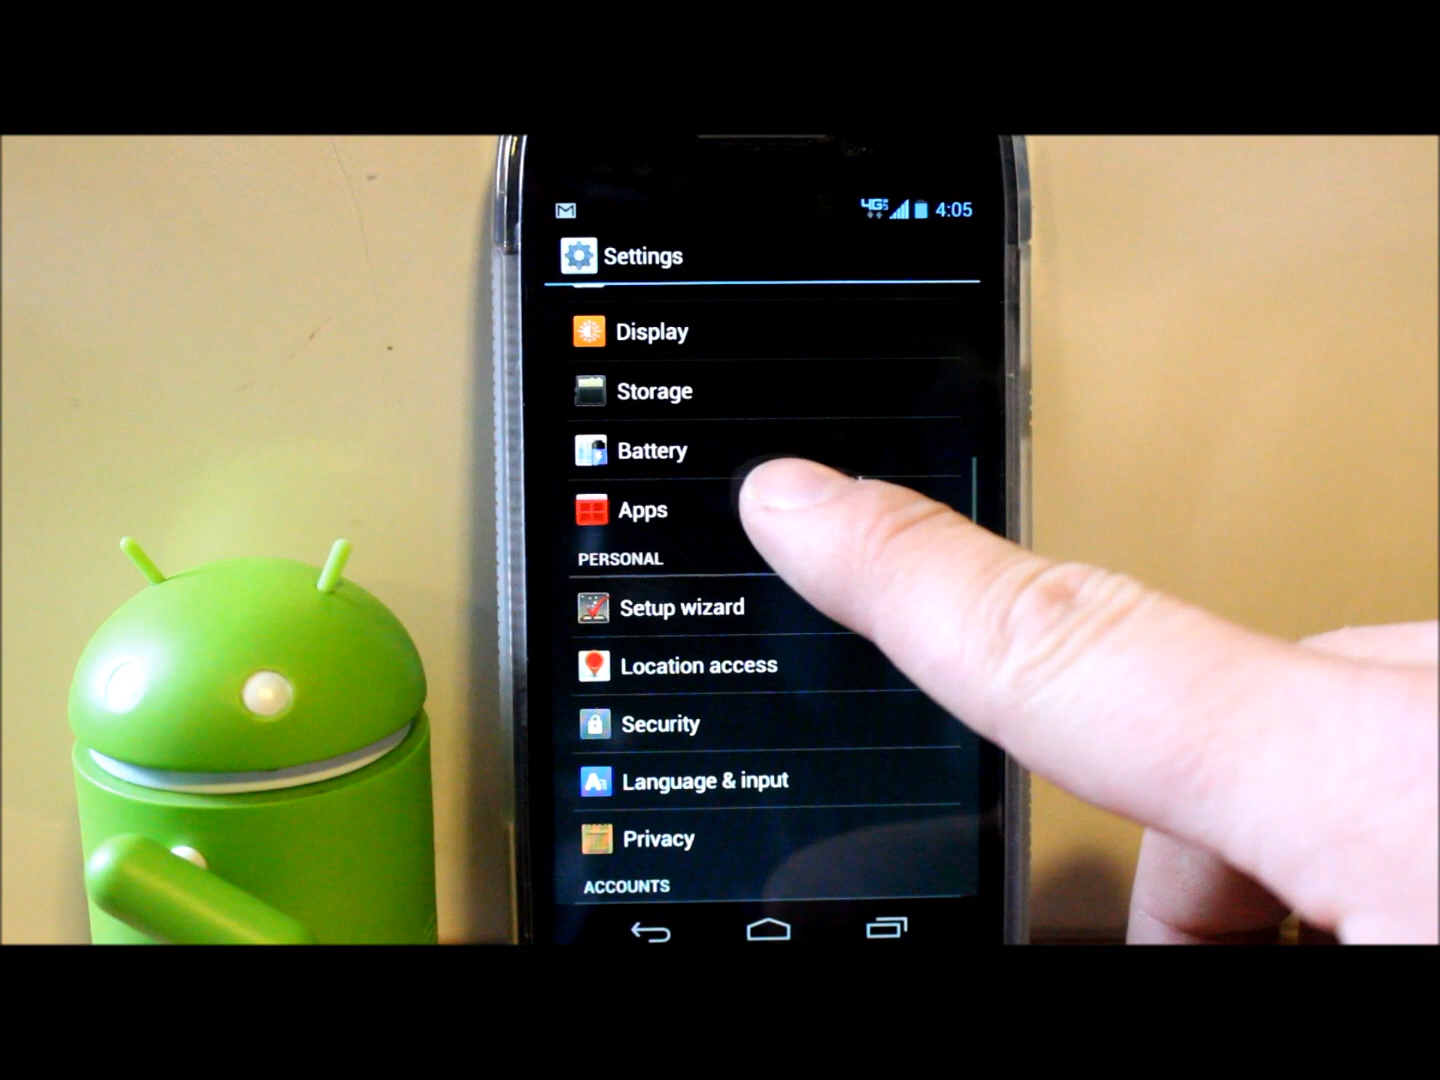 4G 4:05
Settings
Display
Storage
Battery
Apps
PERSONAL
Setup wizard
Location access
Security
Language & input
Privacy
ACCOUNTS